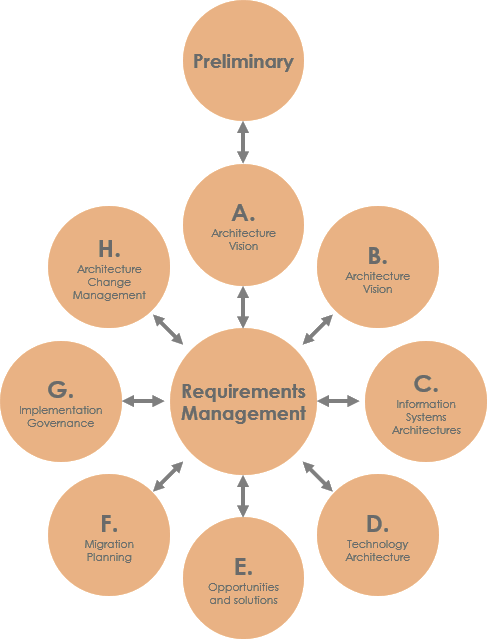 Preliminary
A.
Architecture
Vision
H.
Architecture
Change
Management
B.
Architecture
Vision
Requirements
Management
G.
Implementation
Governance
C.
Information
Systems
Architectures
F.
Migration
Planning
D.
Technology
Architecture
E.
Opportunities
and solutions